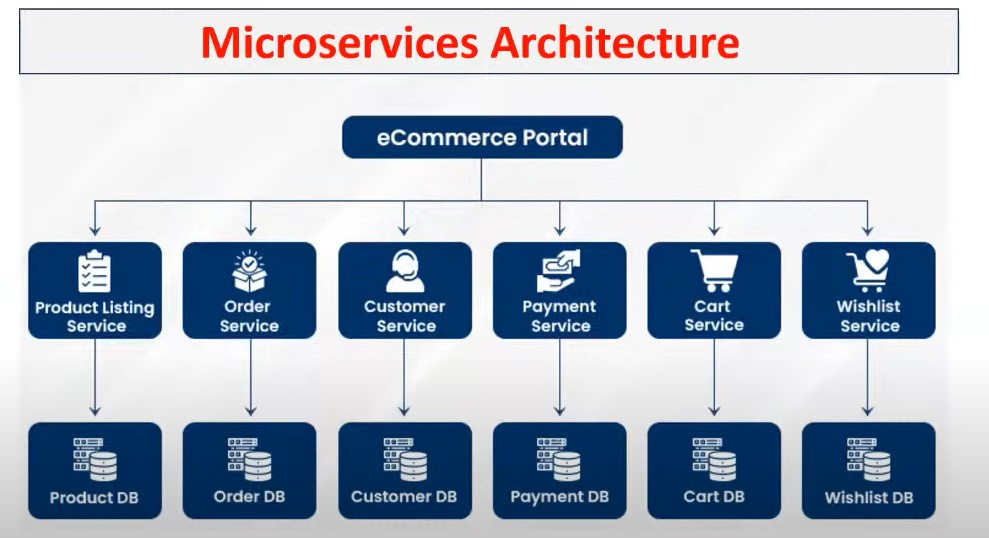 Microservices Architecture
eCommerce Portal
Product Listing
Service
Order
Service
Customer
Service
Payment
Service
Cart
Service
Wishlist
Service
Product DB
Order DB
Customer DB
Payment DB
Cart DB
Wishlist DB